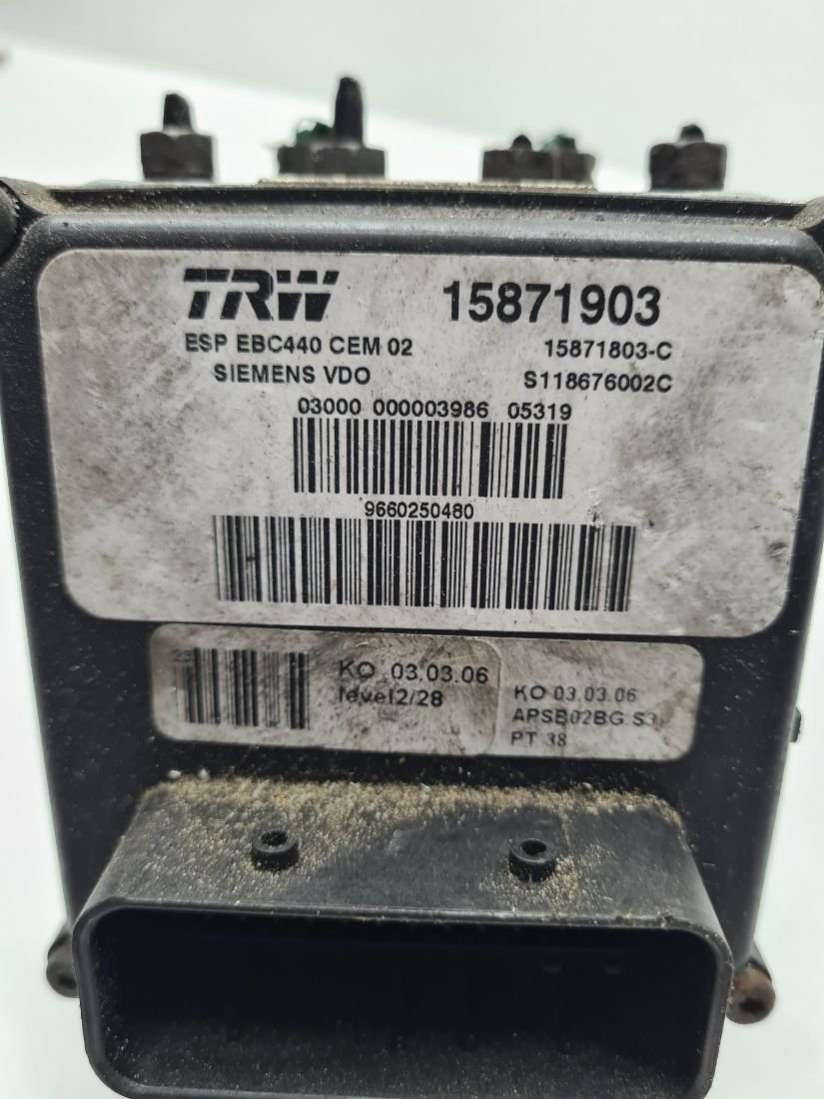 TRW 15871903
ESP EBC440 CEM 02 15871803-C
SIEMENS VDO S118676002C
03000 000003986 05319
9660250480
KO 03.03.06
level2/28
KO 03.03.06
APSB02BG
PT 38